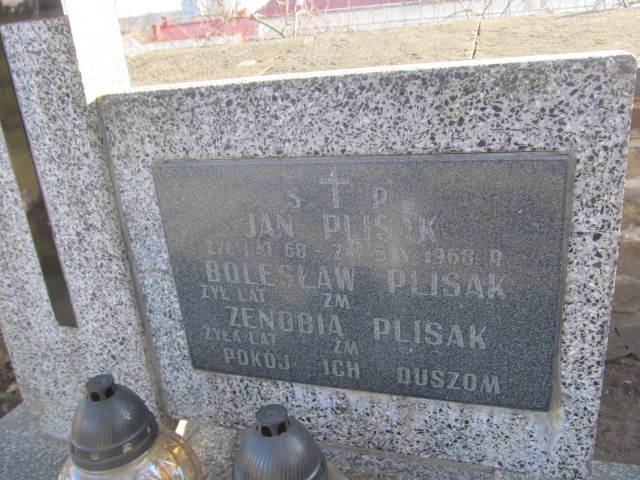 S P
JAN PLISAK
ŻYŁ LAT 68 - ZM. 5 V 1968 R
BOLESŁAW PLISAK
ŻYŁ LAT ZM
ZENOBIA PLISAK
ŻYŁA LAT ZM
POKÓJ ICH DUSZOM